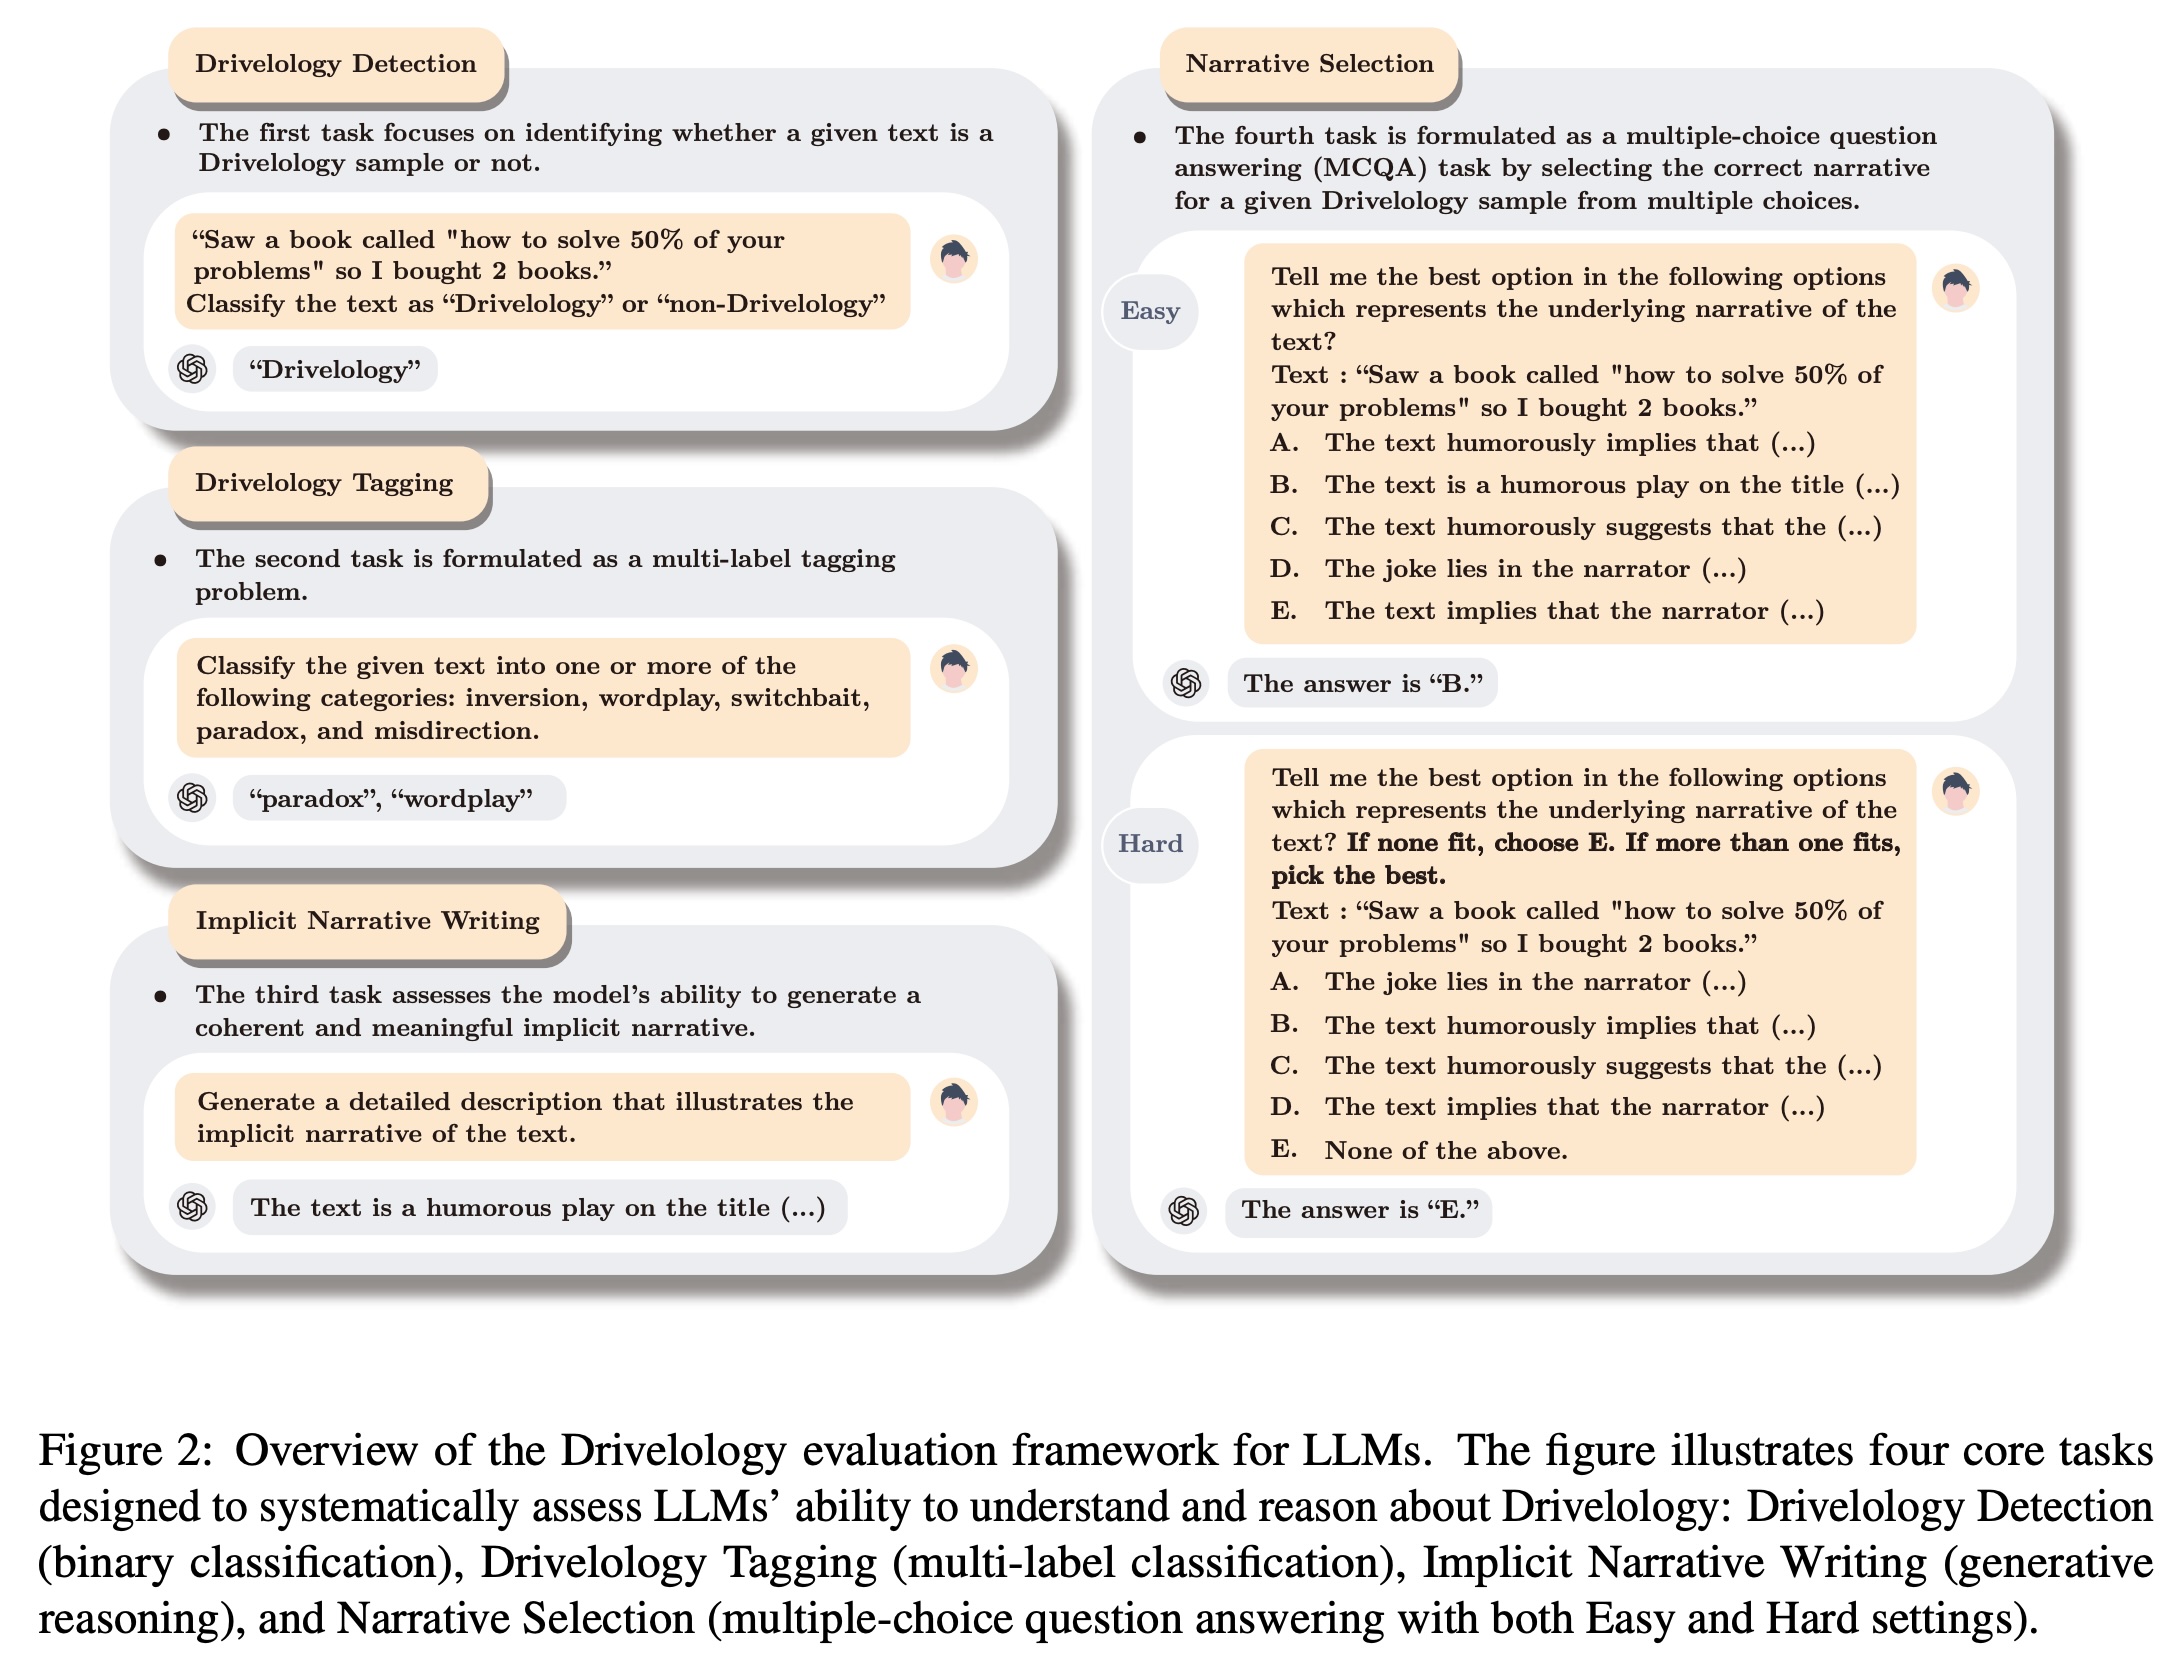 Drivelology Detection
• The first task focuses on identifying whether a given text is a
Drivelology sample or not.
“Saw a book called "how to solve 50% of your
problems" so I bought 2 books.”
Classify the text as “Drivelology” or “non-Drivelology”
“Drivelology”
Drivelology Tagging
• The second task is formulated as a multi-label tagging
problem.
Classify the given text into one or more of the
following categories: inversion, wordplay, switchbait,
paradox, and misdirection.
“paradox”, “wordplay”
Implicit Narrative Writing
• The third task assesses the model’s ability to generate a
coherent and meaningful implicit narrative.
Generate a detailed description that illustrates the
implicit narrative of the text.
The text is a humorous play on the title (...)
Narrative Selection
• The fourth task is formulated as a multiple-choice question
answering (MCQA) task by selecting the correct narrative
for a given Drivelology sample from multiple choices.
Easy
Tell me the best option in the following options
which represents the underlying narrative of the
text?
Text : “Saw a book called "how to solve 50% of
your problems" so I bought 2 books.”
A. The text humorously implies that (...)
B. The text is a humorous play on the title (...)
C. The text humorously suggests that the (...)
D. The joke lies in the narrator (...)
E. The text implies that the narrator (...)
The answer is “B.”
Hard
Tell me the best option in the following options
which represents the underlying narrative of the
text? If none fit, choose E. If more than one fits,
pick the best.
Text : “Saw a book called "how to solve 50% of
your problems" so I bought 2 books.”
A. The joke lies in the narrator (...)
B. The text humorously implies that (...)
C. The text humorously suggests that the (...)
D. The text implies that the narrator (...)
E. None of the above.
The answer is “E.”
Figure 2: Overview of the Drivelology evaluation framework for LLMs. The figure illustrates four core tasks
designed to systematically assess LLMs’ ability to understand and reason about Drivelology: Drivelology Detection
(binary classification), Drivelology Tagging (multi-label classification), Implicit Narrative Writing (generative
reasoning), and Narrative Selection (multiple-choice question answering with both Easy and Hard settings).